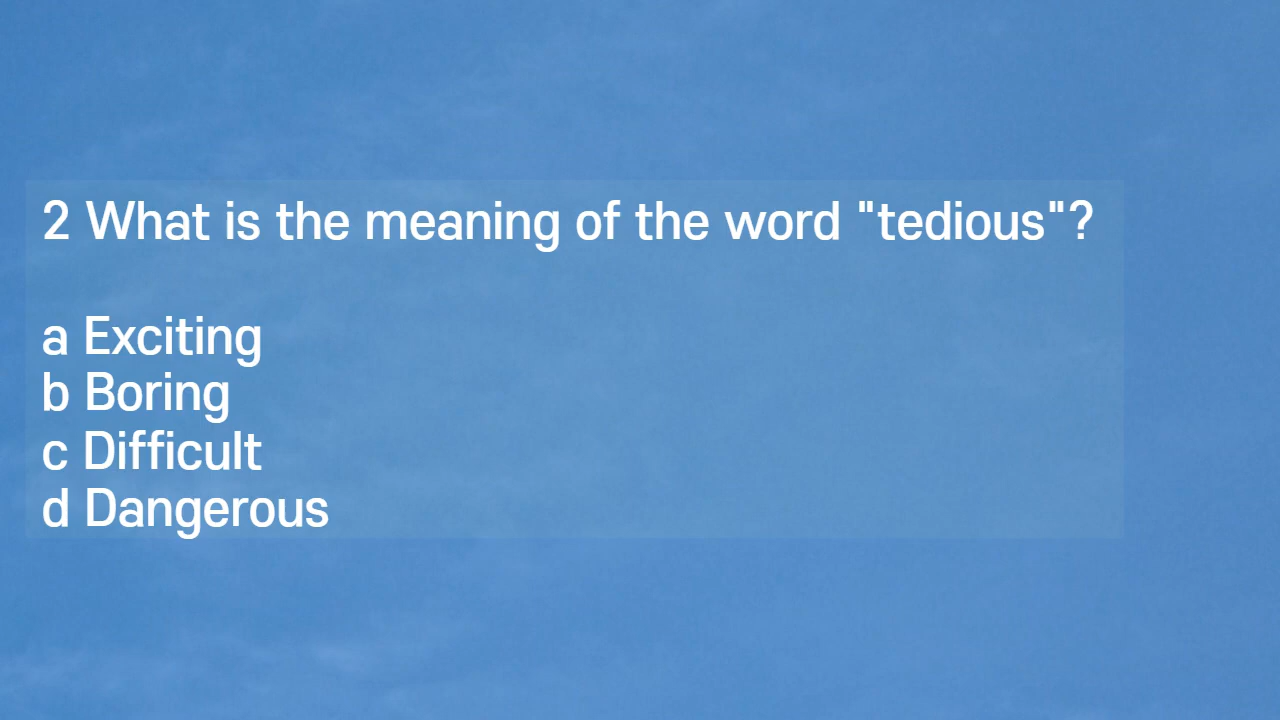 2 What is the meaning of the word "tedious"?
a Exciting
b Boring
c Difficult
d Dangerous